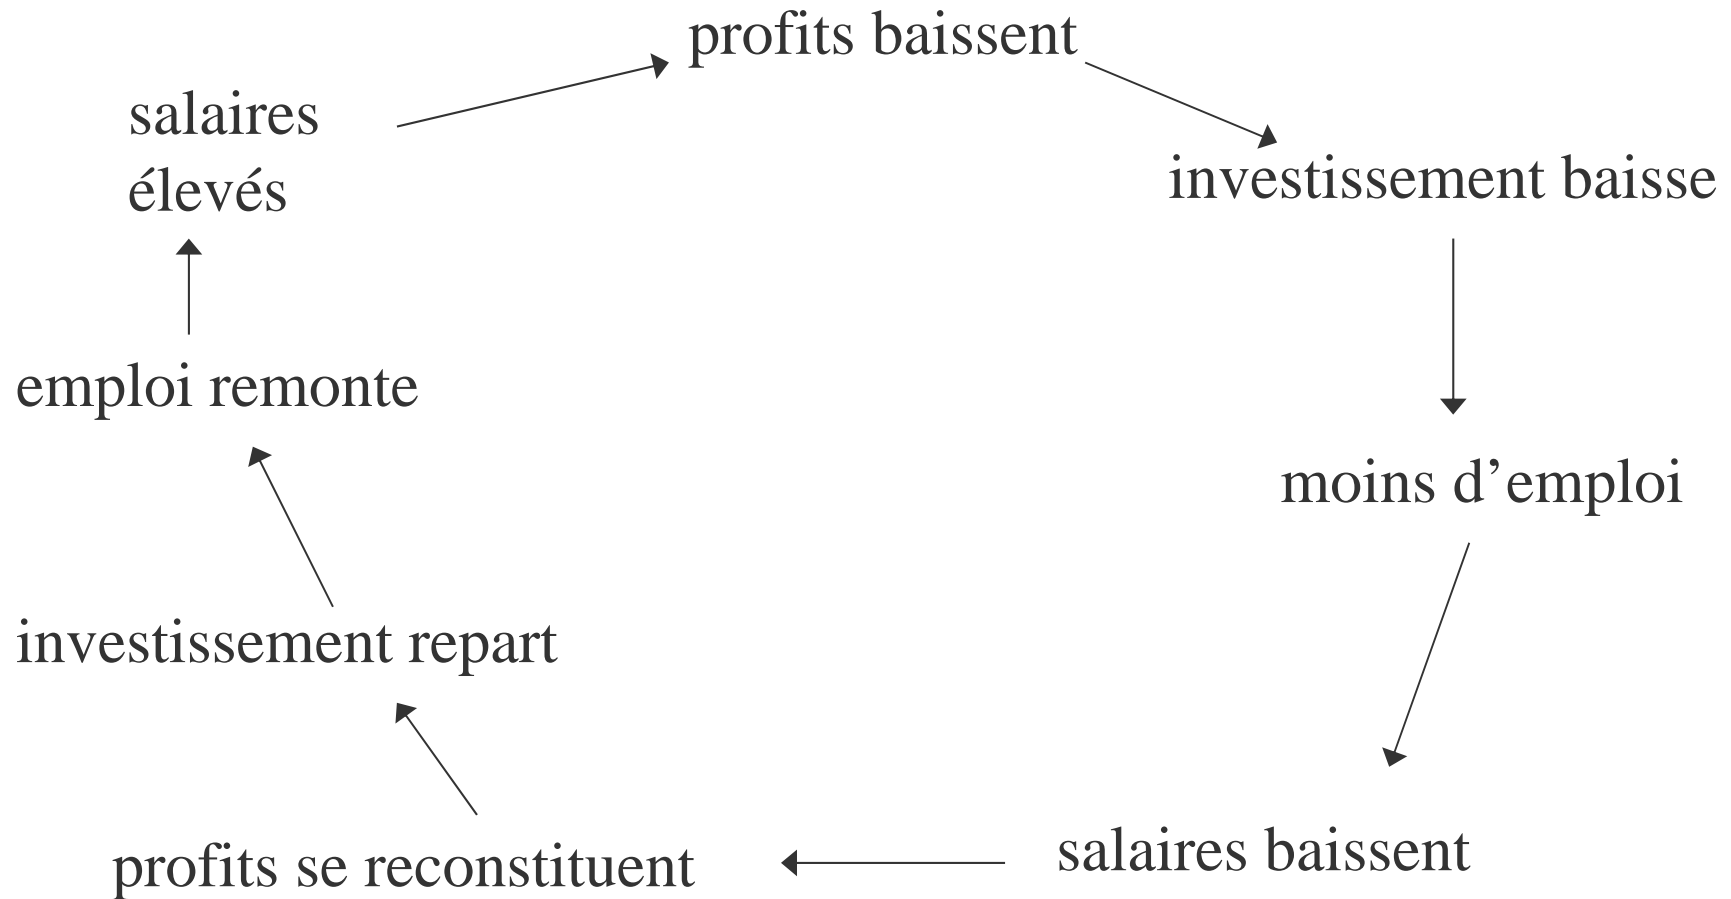 profits baissent
salaires
élevés
investissement baisse
emploi remonte
moins d’emploi
investissement repart
salaires baissent
profits se reconstituent